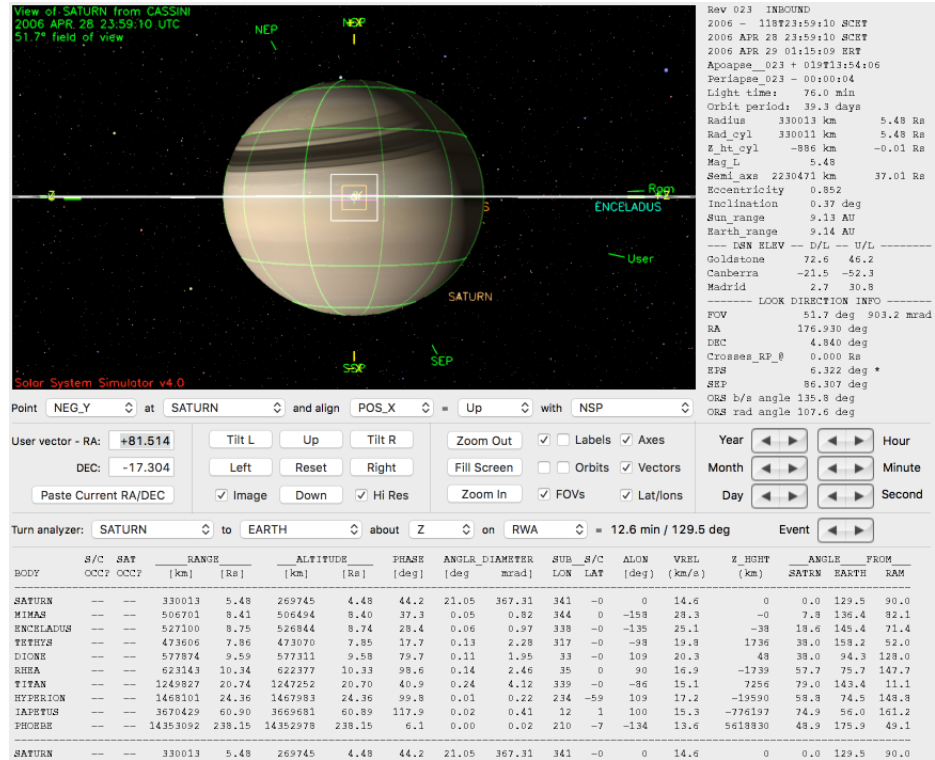 View of SATURN from CASSINI
2006 APR 28 23:59:10 UTC
51.7° field of view
NEP
-Z
+Z
Ram
ENCELADUS
User
SATURN
SEP
Solar System Simulator v4.0
Rev 023 INBOUND
2006 - 118T23:59:10 SCET
2006 APR 28 23:59:10 SCET
2006 APR 29 01:15:09 ERT
Apoapse__023 + 019T13:54:06
Periapse_023 - 00:00:04
Light time: 76.0 min
Orbit period: 39.3 days
Radius 330013 km 5.48 Rs
Rad_cyl 330011 km 5.48 Rs
Z_ht_cyl -886 km -0.01 Rs
Mag_L 5.48
Semi_axs 2230471 km 37.01 Rs
Eccentricity 0.852
Inclination 0.37 deg
Sun_range 9.13 AU
Earth_range 9.14 AU
--- DSN ELEV -- D/L -- U/L --------
Goldstone 72.6 46.2
Canberra -21.5 -52.3
Madrid 2.7 30.8
------- LOOK DIRECTION INFO -------
FOV 51.7 deg 903.2 mrad
RA 176.930 deg
DEC 4.840 deg
Crosses_RP_@ 0.000 Rs
EPS 6.322 deg *
SEP 86.307 deg
ORS b/s angle 135.8 deg
ORS rad angle 107.6 deg
Point NEG_Y at SATURN and align POS_X = Up with NSP
User vector - RA: +81.514 Tilt L Up Tilt R Zoom Out Labels Axes Year Hour
DEC: -17.304 Left Reset Right Fill Screen Orbits Vectors Month Minute
Paste Current RA/DEC Image Down Hi Res Zoom In FOVs Lat/lons Day Second
Turn analyzer: SATURN to EARTH about Z on RWA = 12.6 min / 129.5 deg Event
S/C SAT RANGE ALTITUDE PHASE ANGLR_DIAMETER SUB_S/C ΔLON VREL Z_HGHT ANGLE FROM
BODY OCC? OCC? [km] [Rs] [km] [Rs] [deg] [deg mrad] LON LAT [deg] (km/s) (km) SATRN EARTH RAM
SATURN -- -- 330013 5.48 269745 4.48 44.2 21.05 367.31 341 -0 0 14.6 0 0.0 129.5 90.0
MIMAS -- -- 506701 8.41 506494 8.40 37.3 0.05 0.82 344 0 -158 28.3 -0 7.8 136.4 82.1
ENCELADUS -- -- 527100 8.75 526844 8.74 28.4 0.06 0.97 338 -0 -135 25.1 -38 18.6 145.4 71.4
TETHYS -- -- 473606 7.86 473070 7.85 17.7 0.13 2.28 317 -0 -98 19.8 1736 38.0 158.2 52.0
DIONE -- -- 577874 9.59 577311 9.58 79.7 0.11 1.95 33 -0 109 20.3 48 38.0 94.3 128.0
RHEA -- -- 623143 10.34 622377 10.33 98.6 0.14 2.46 35 0 90 16.9 -1739 57.7 75.7 147.7
TITAN -- -- 1249827 20.74 1247252 20.70 40.9 0.24 4.12 339 -0 -86 15.1 7256 79.0 143.4 11.1
HYPERION -- -- 1468101 24.36 1467983 24.36 99.8 0.01 0.22 234 -59 109 17.2 -19590 58.8 74.5 148.8
IAPETUS -- -- 3670429 60.90 3669681 60.89 117.9 0.02 0.41 12 1 100 15.3 -776197 74.9 56.0 161.2
PHOEBE -- -- 14353092 238.15 14352978 238.15 6.1 0.00 0.02 210 -7 -134 13.6 5618830 48.9 175.9 49.1
SATURN -- -- 330013 5.48 269745 4.48 44.2 21.05 367.31 341 -0 0 14.6 0 0.0 129.5 90.0